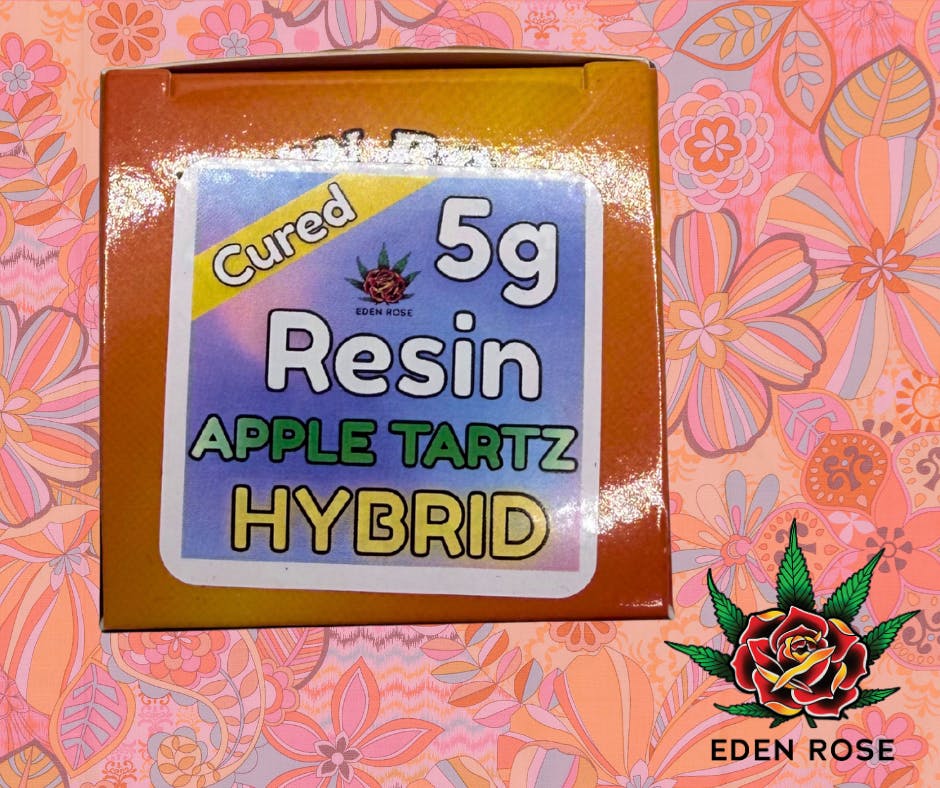 Cured
5g
EDEN ROSE
Resin
APPLE TARTZ
HYBRID
EDEN ROSE